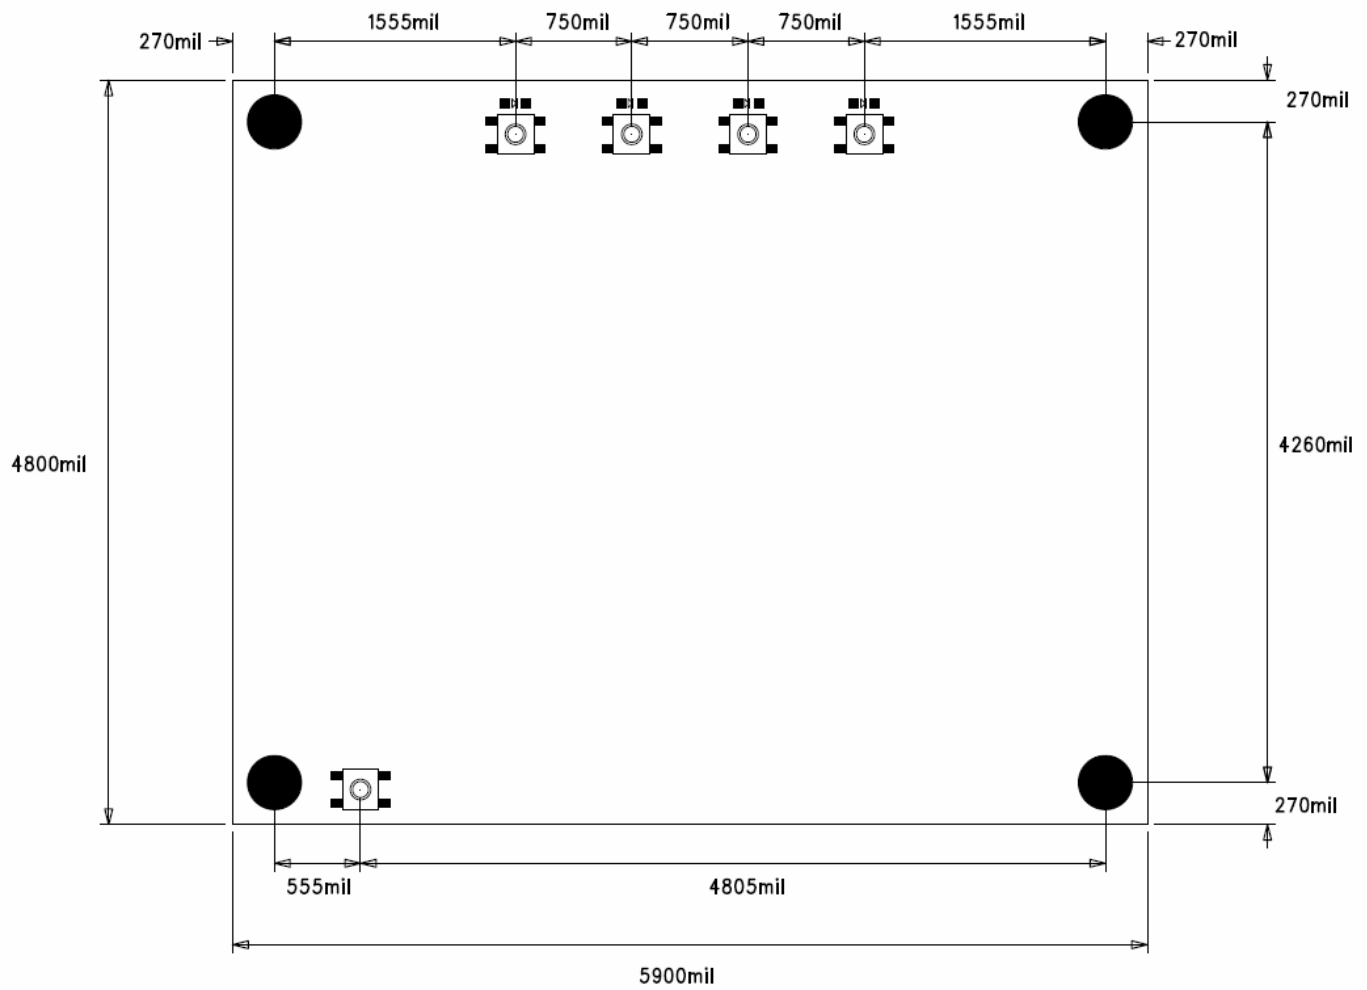 1555mil 750mil 750mil 750mil 1555mil
270mil 270mil
270mil
4800mil 4260mil
270mil
555mil 4805mil
5900mil